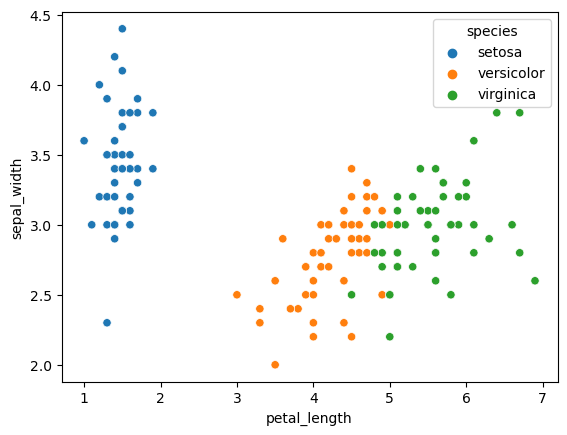 species
setosa
versicolor
virginica
4.5
4.0
3.5
3.0
2.5
2.0
sepal_width
1 2 3 4 5 6 7
petal_length